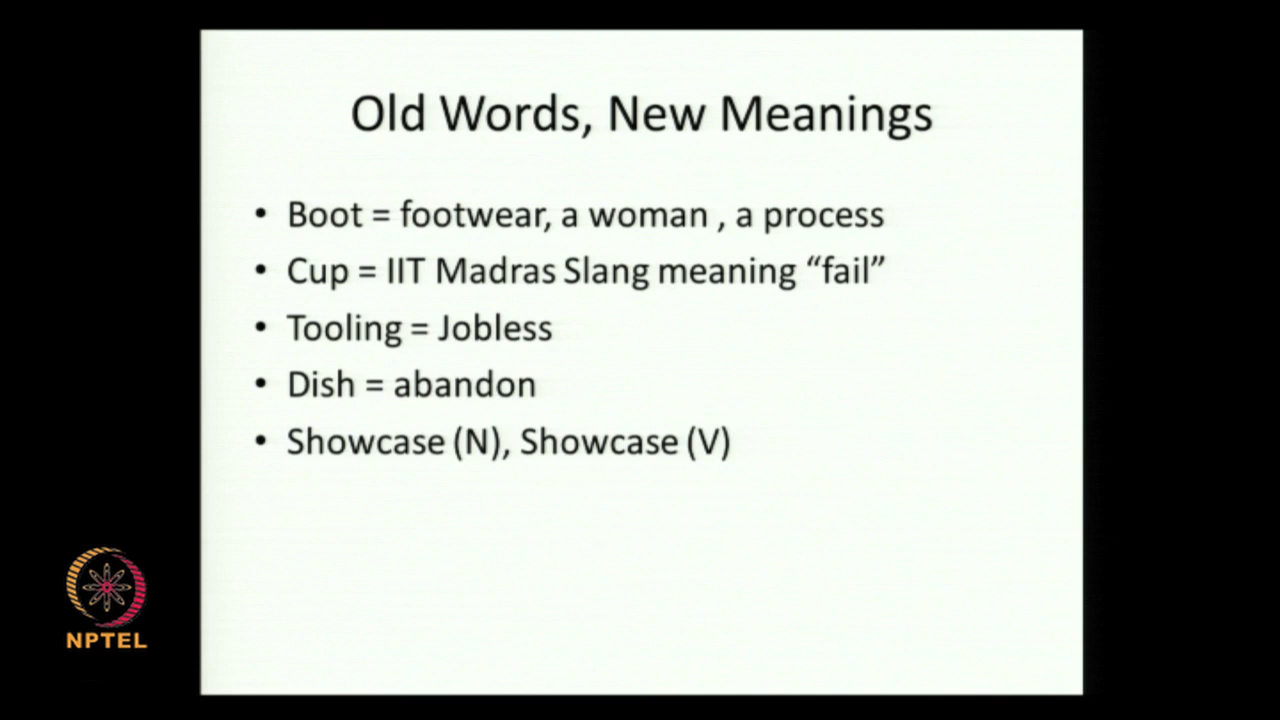 Old Words, New Meanings
• Boot = footwear, a woman , a process
• Cup = IIT Madras Slang meaning “fail”
• Tooling = Jobless
• Dish = abandon
• Showcase (N), Showcase (V)
NPTEL